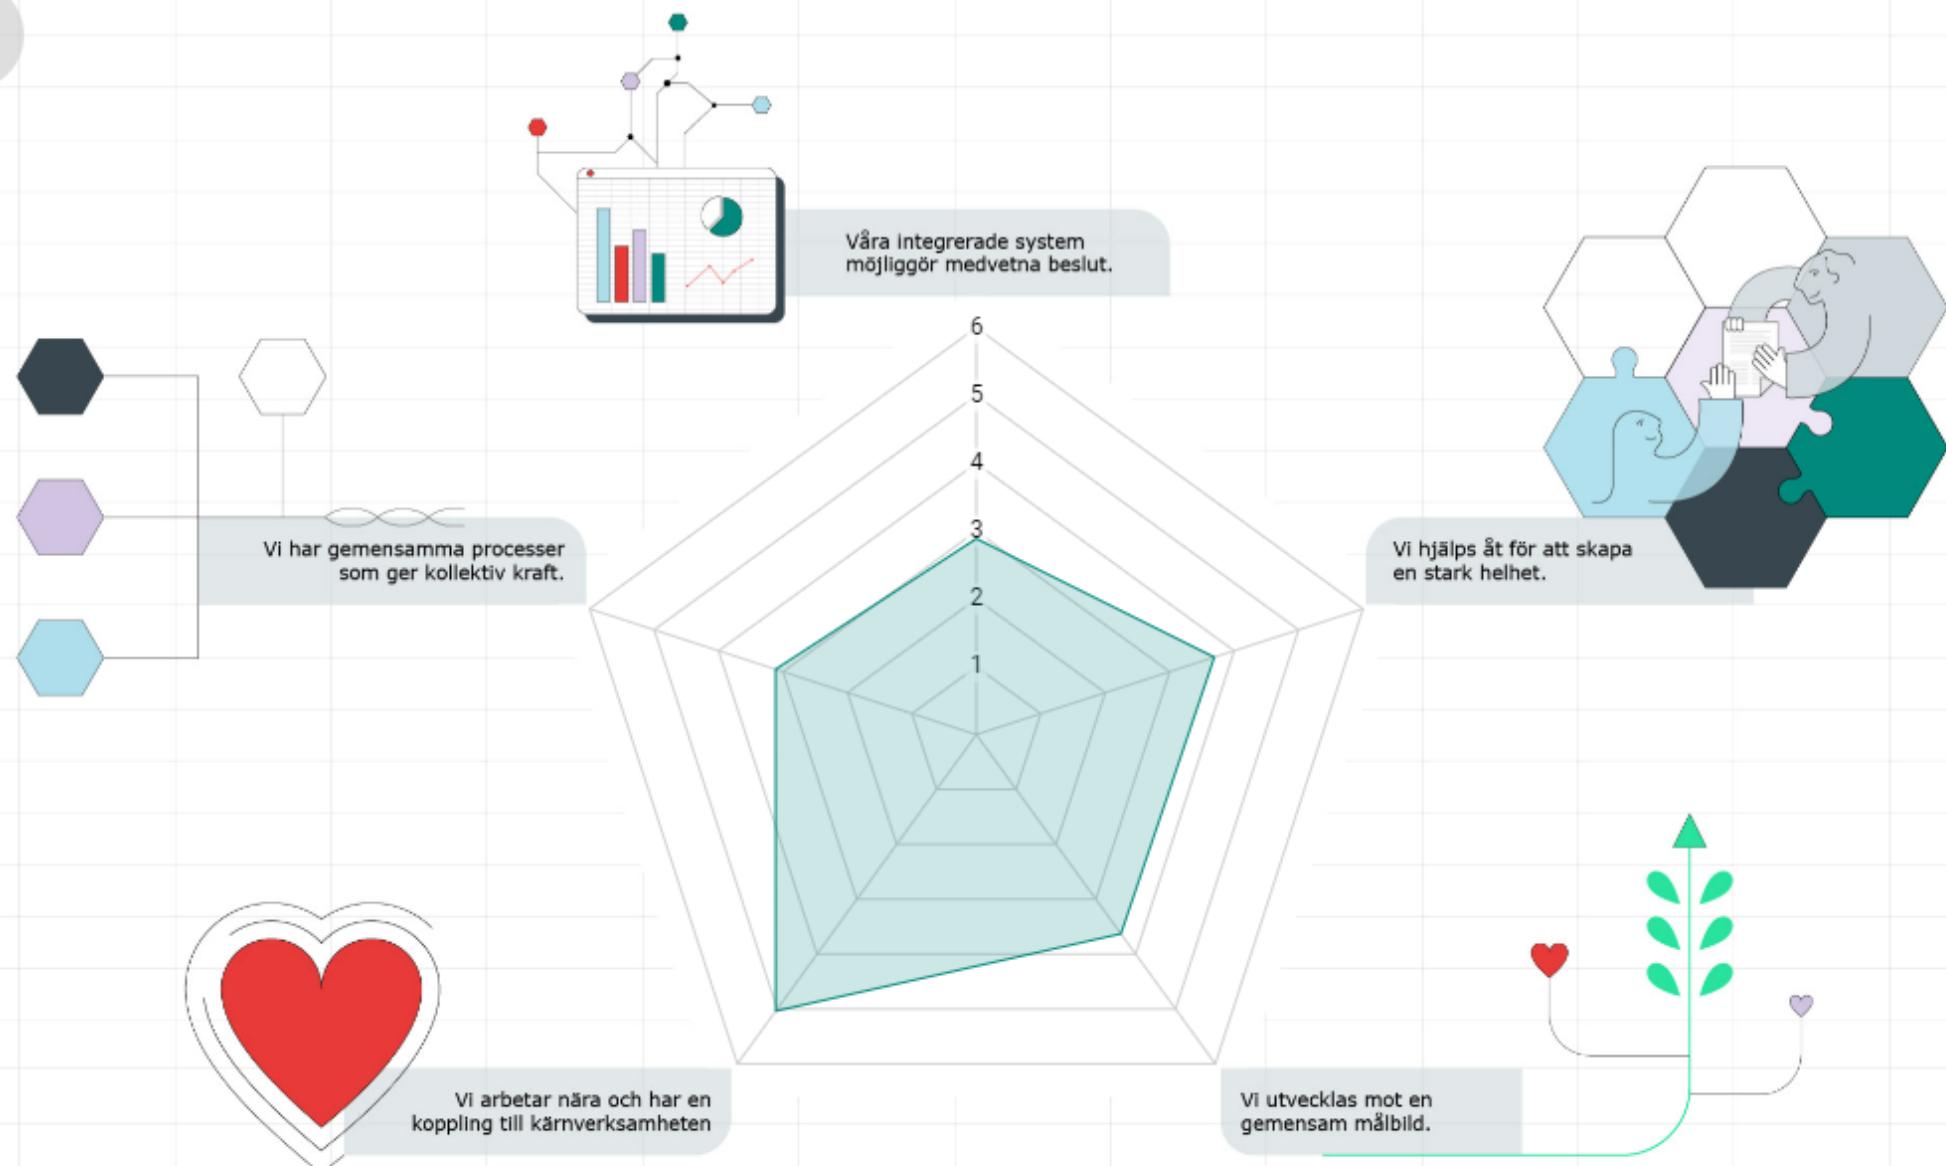 Våra integrerade system
möjliggör medvetna beslut.
6
5
4
3
2
1
Vi har gemensamma processer
som ger kollektiv kraft.
Vi hjälps åt för att skapa
en stark helhet.
Vi arbetar nära och har en
koppling till kärnverksamheten
Vi utvecklas mot en
gemensam målbild.